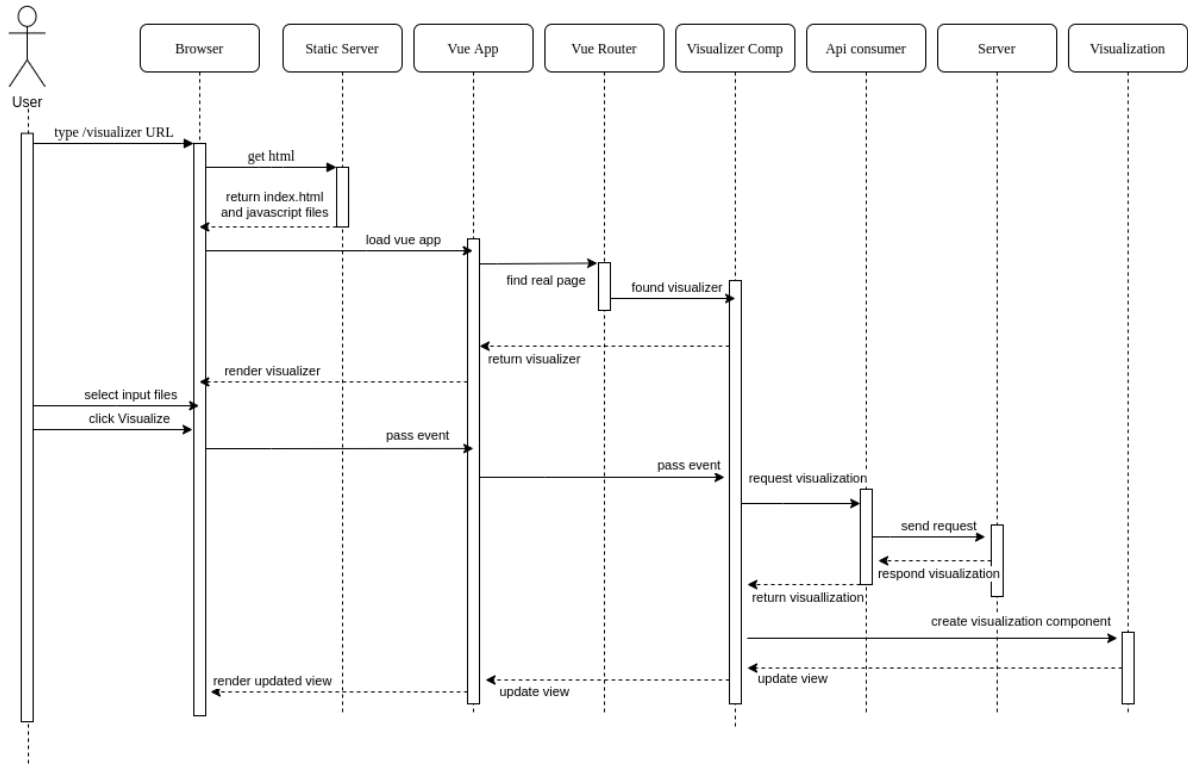 Browser
Static Server
Vue App
Vue Router
Visualizer Comp
Api consumer
Server
Visualization
User
type /visualizer URL
get html
return index.html
and javascript files
load vue app
find real page
found visualizer
return visualizer
render visualizer
select input files
click Visualize
pass event
pass event
request visualization
send request
respond visualization
return visuallization
create visualization component
update view
render updated view
update view